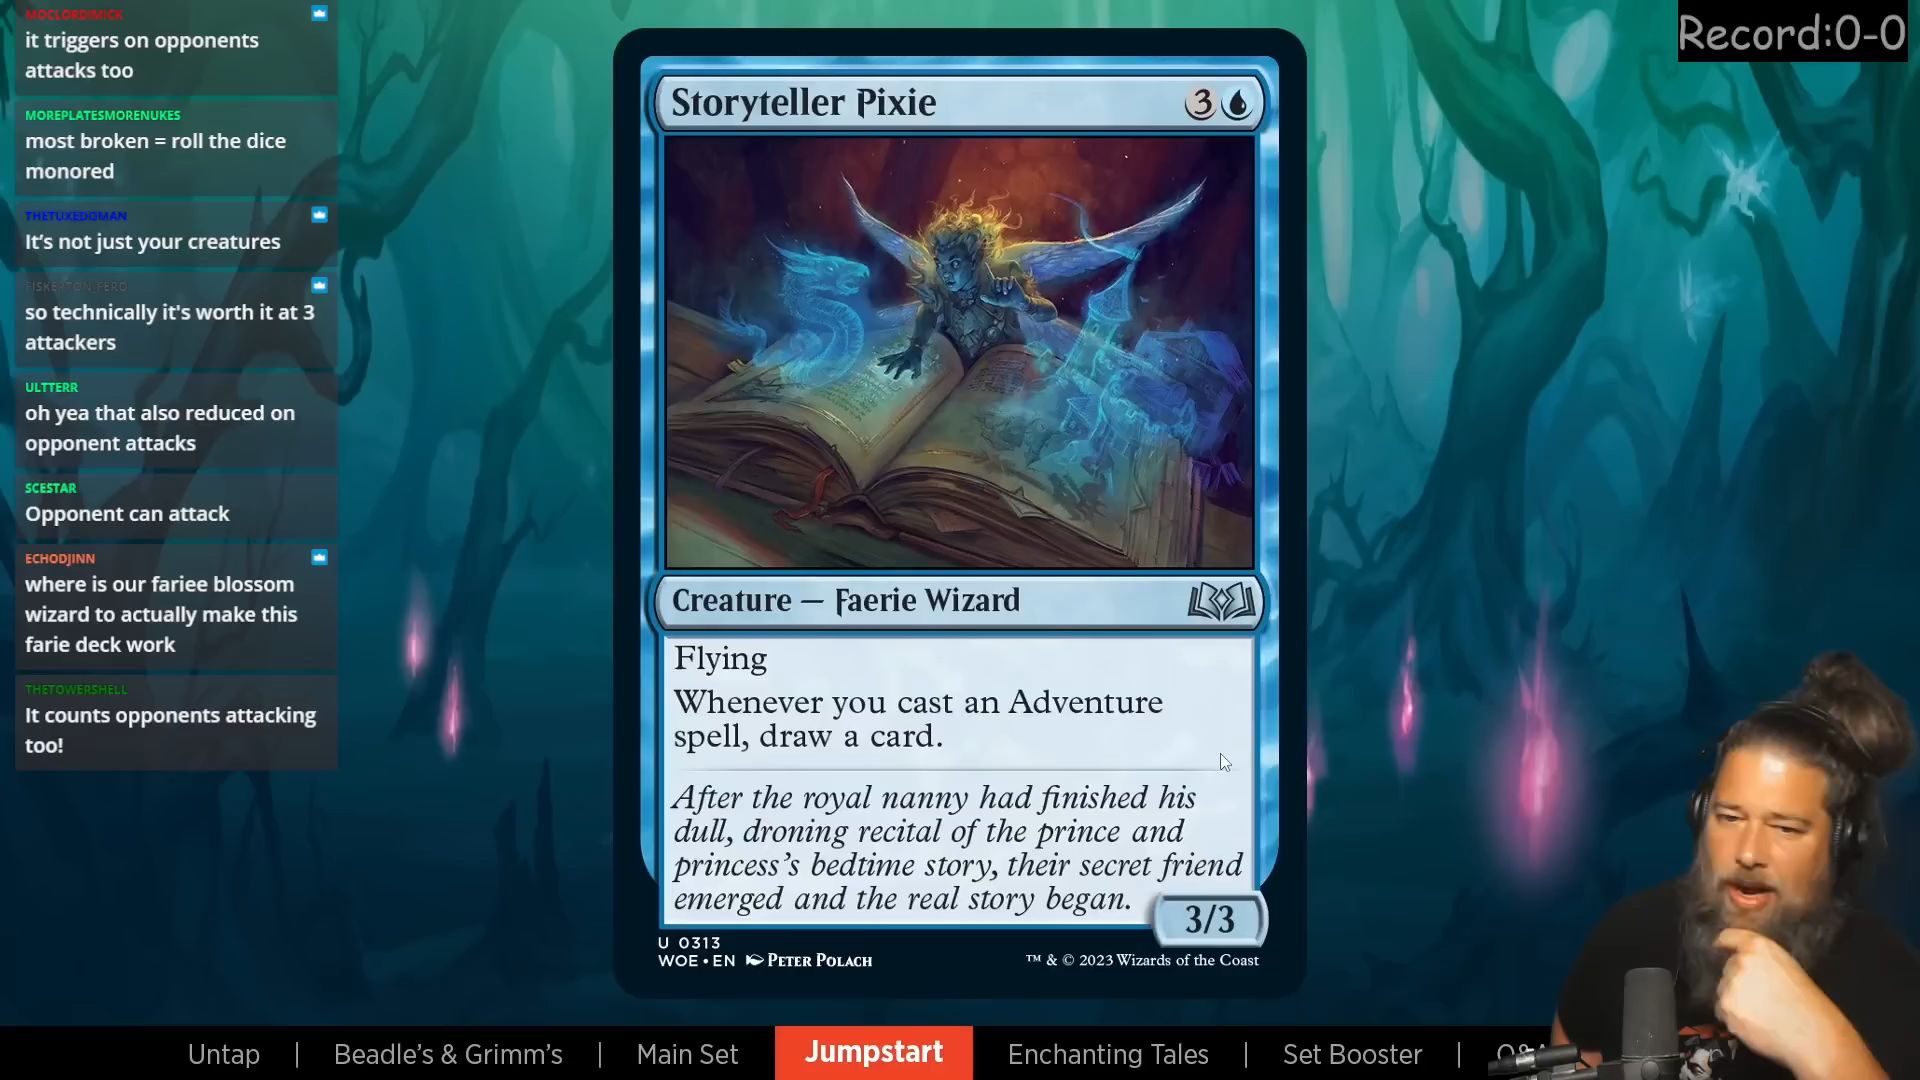 MOCLORDIMICK
it triggers on opponents
attacks too
MOREPLATESMORENUKES
most broken = roll the dice
monored
THETUXEDOMAN
It's not just your creatures
FISKERTON_FERO
so technically it's worth it at 3
attackers
ULTTERR
oh yea that also reduced on
opponent attacks
SCESTAR
Opponent can attack
ECHODJINN
where is our fariee blossom
wizard to actually make this
farie deck work
THETOWERSHELL
It counts opponents attacking
too!
Storyteller Pixie 3
Creature — Faerie Wizard
Flying
Whenever you cast an Adventure
spell, draw a card.
After the royal nanny had finished his
dull, droning recital of the prince and
princess's bedtime story, their secret friend
emerged and the real story began.
3/3
U 0313
WOE • EN PETER POLACH
™ & © 2023 Wizards of the Coast
Record:0-0
Untap | Beadle's & Grimm's | Main Set Jumpstart Enchanting Tales | Set Booster |